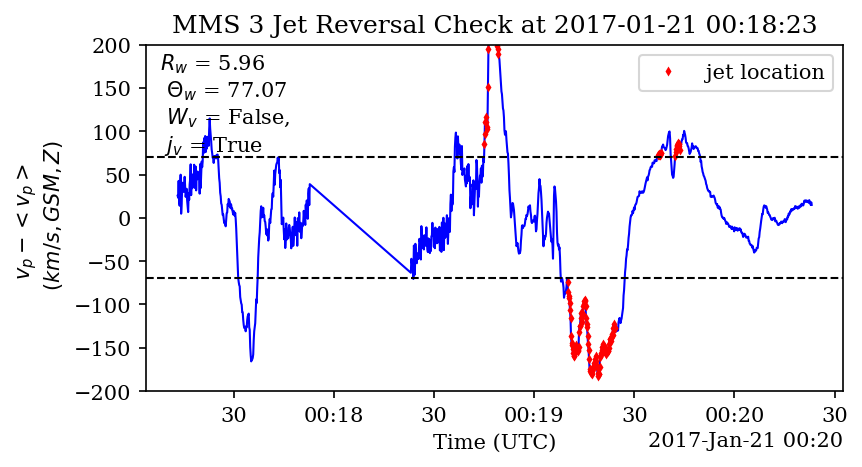 MMS 3 Jet Reversal Check at 2017-01-21 00:18:23
R_w = 5.96
Θ_w = 77.07
W_v = False,
j_v = True
jet location
v_p − <v_p>
(km/s, GSM, Z)
200
150
100
50
0
−50
−100
−150
−200
30 00:18 30 00:19 30 00:20 30
Time (UTC)
2017-Jan-21 00:20